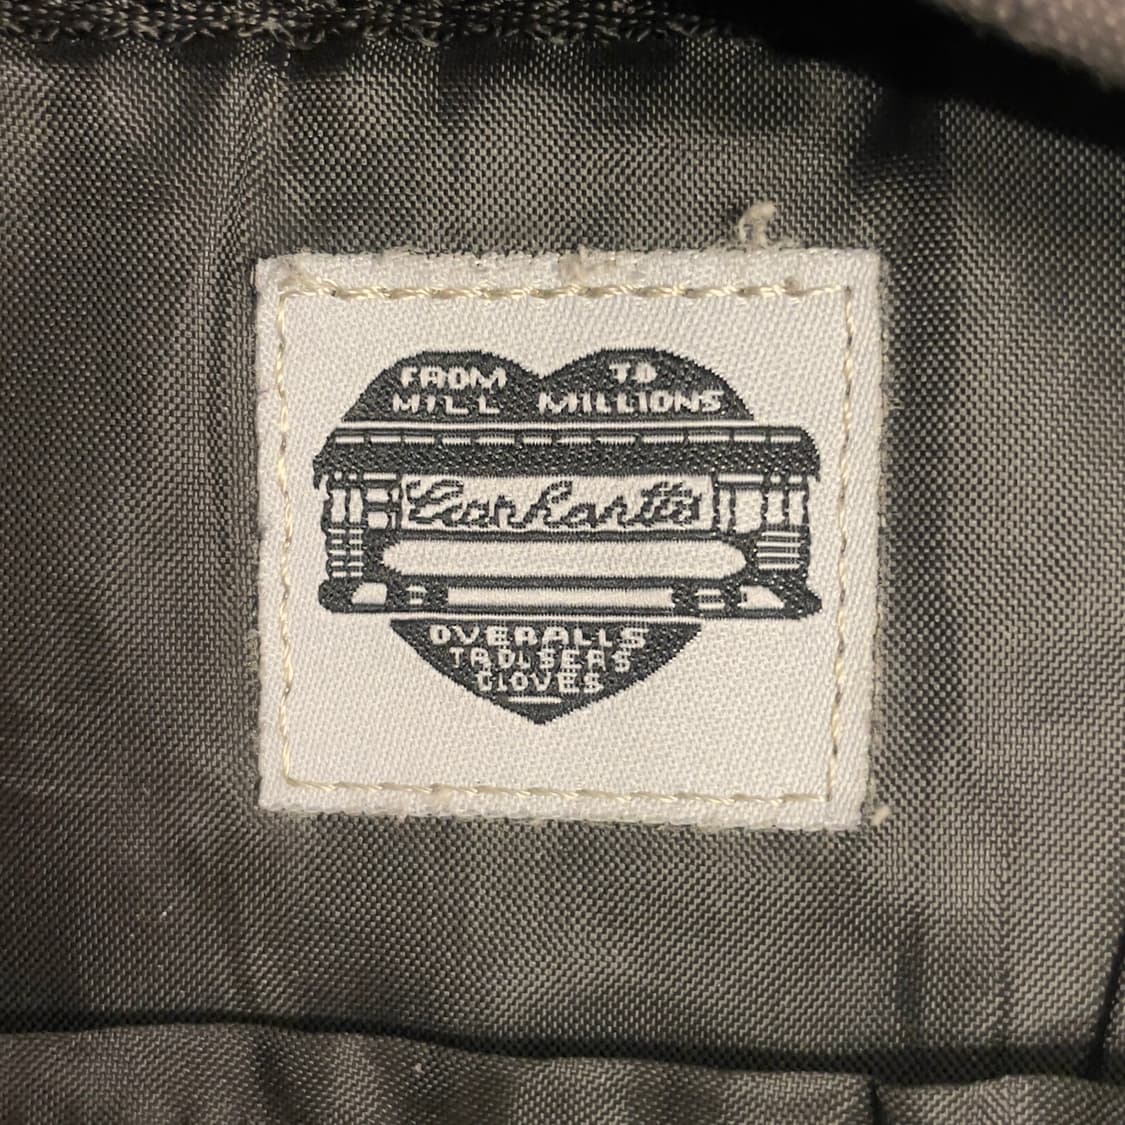 FROM TO
MILL MILLIONS
Carhartt's
OVERALLS
TROUSERS
GLOVES